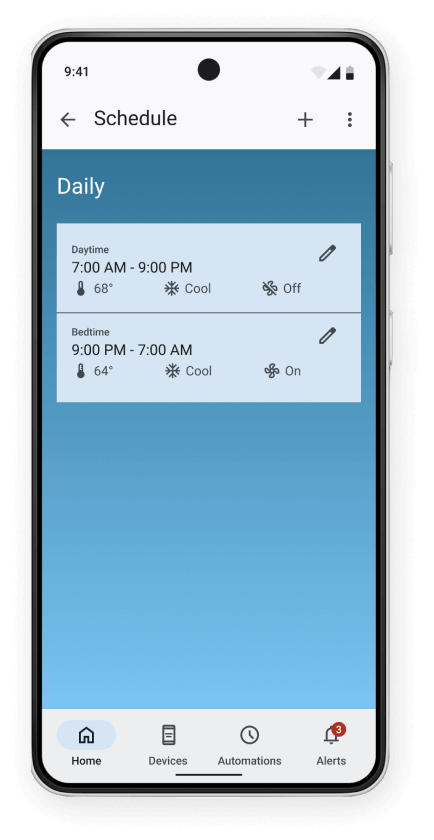 9:41
Schedule
Daily
Daytime
7:00 AM - 9:00 PM
68° Cool Off
Bedtime
9:00 PM - 7:00 AM
64° Cool On
3
Home Devices Automations Alerts